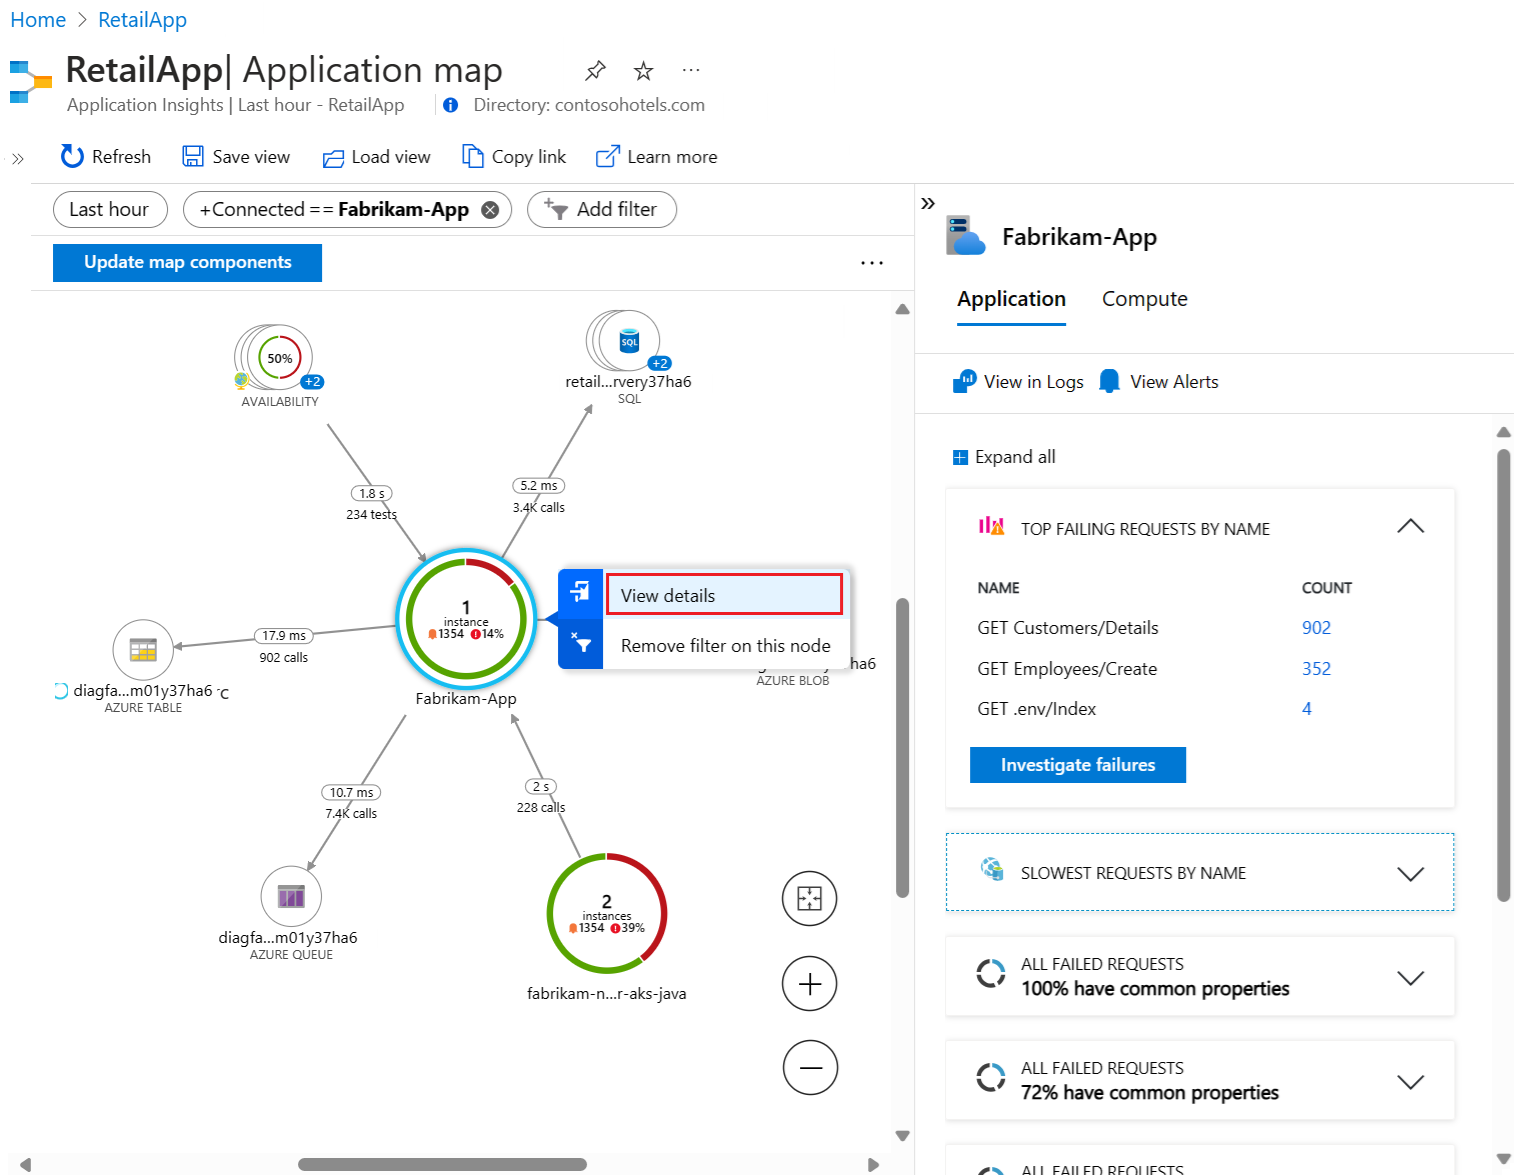 Home > RetailApp
RetailApp| Application map
Application Insights | Last hour - RetailApp
Directory: contosohotels.com
Refresh
Save view
Load view
Copy link
Learn more
Last hour
+Connected == Fabrikam-App
Add filter
Update map components
50%
+2
AVAILABILITY
SQL
+2
retail...rvery37ha6
SQL
1.8 s
234 tests
5.2 ms
3.4K calls
1
instance
1354 14%
Fabrikam-App
View details
Remove filter on this node
ha6
AZURE BLOB
17.9 ms
902 calls
diagfa...m01y37ha6
AZURE TABLE
10.7 ms
7.4K calls
2 s
228 calls
diagfa...m01y37ha6
AZURE QUEUE
2
instances
1354 39%
fabrikam-n...r-aks-java
Fabrikam-App
Application
Compute
View in Logs
View Alerts
Expand all
TOP FAILING REQUESTS BY NAME
NAME COUNT
GET Customers/Details 902
GET Employees/Create 352
GET .env/Index 4
Investigate failures
SLOWEST REQUESTS BY NAME
ALL FAILED REQUESTS
100% have common properties
ALL FAILED REQUESTS
72% have common properties
ALL FAILED REQUESTS